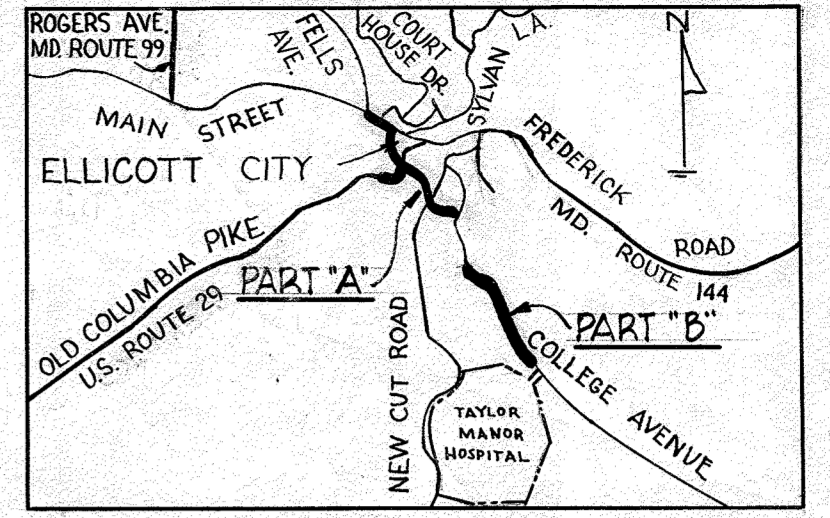 ROGERS AVE.
MD. ROUTE 99
FELLS
AVE.
COURT
HOUSE DR.
SYLVAN LA.
N
MAIN STREET
FREDERICK ROAD
MD. ROUTE 144
ELLICOTT CITY
OLD COLUMBIA PIKE
U.S. ROUTE 29
PART "A"
PART "B"
NEW CUT ROAD
COLLEGE AVENUE
TAYLOR
MANOR
HOSPITAL